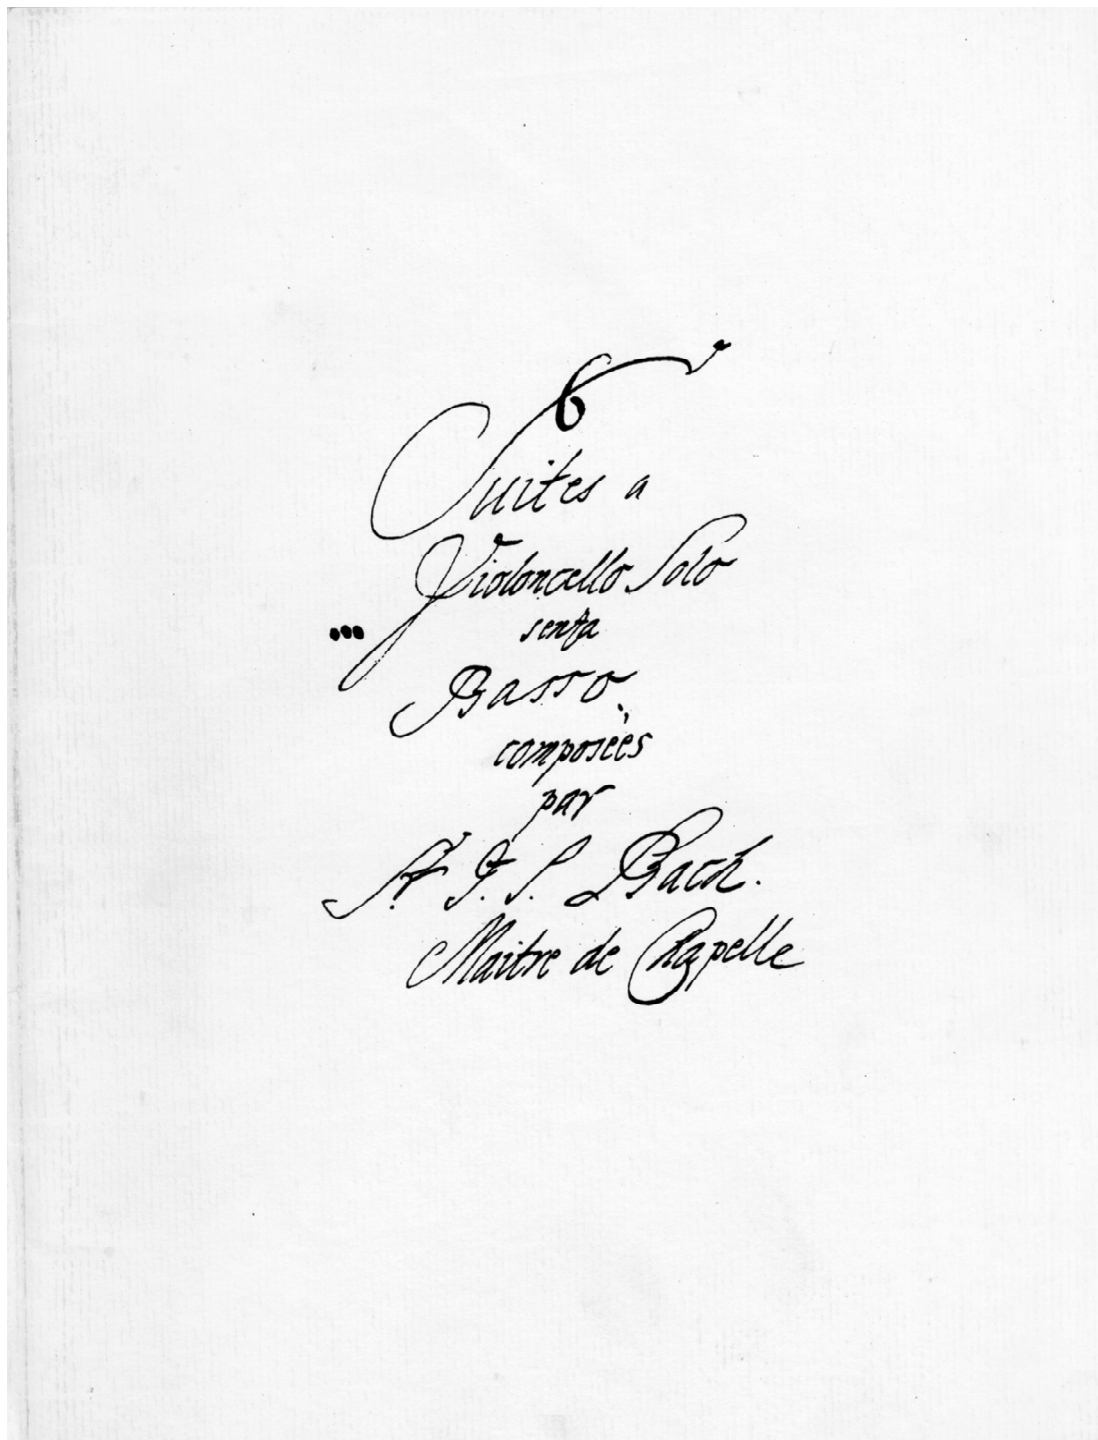 6
Suites a
Violoncello Solo
senza
Basso.
composées
par
Sr. J. S. Bach.
Maitre de Chapelle